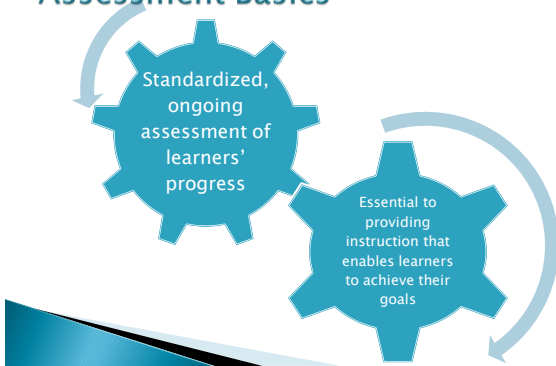 Assessment Basics
Standardized,
ongoing
assessment of
learners’
progress
Essential to
providing
instruction that
enables learners
to achieve their
goals